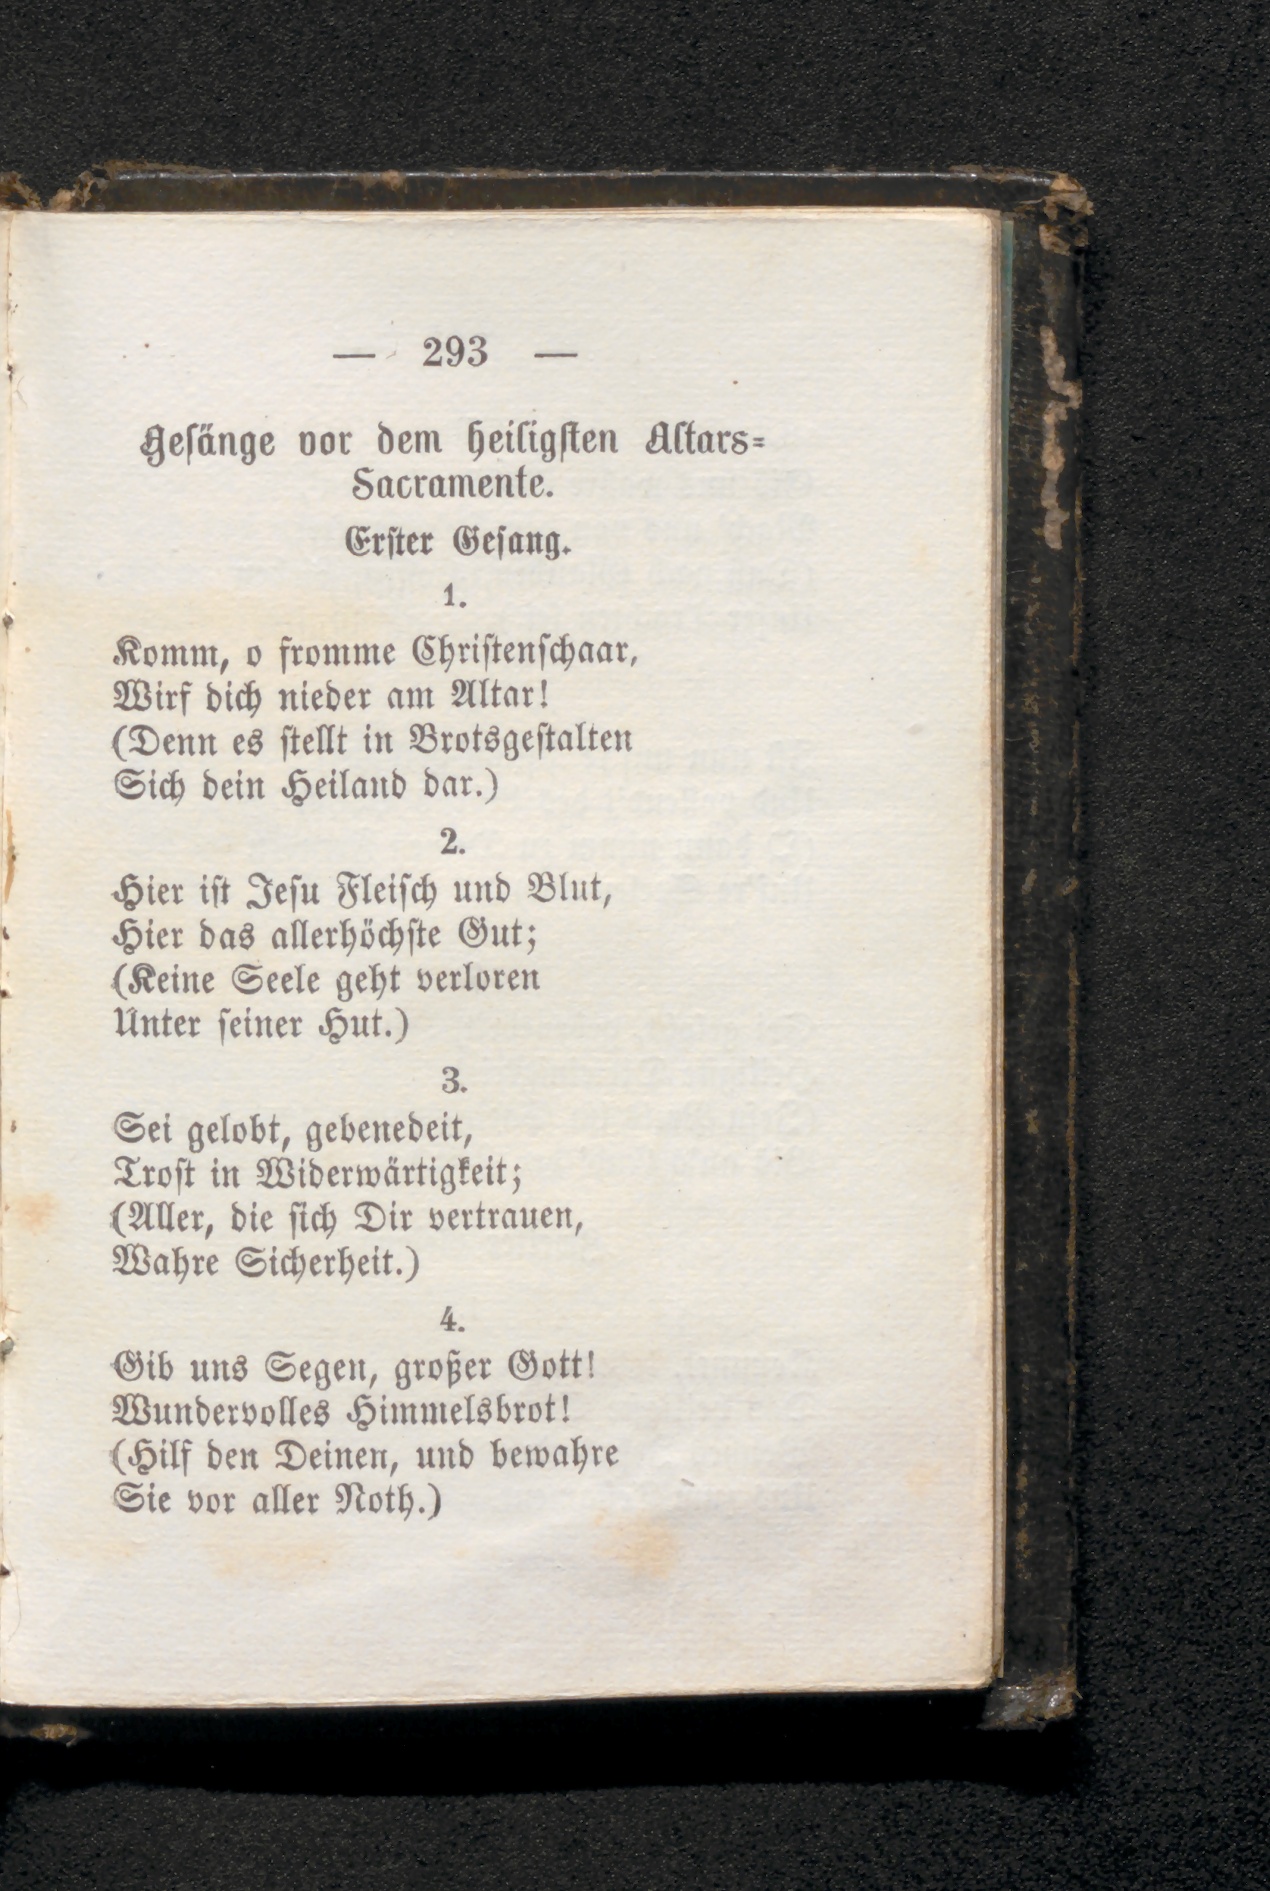 — 293 —
Gesänge vor dem heiligsten Altars-
Sacramente.
Erster Gesang.
1.
Komm, o fromme Christenschaar,
Wirf dich nieder am Altar!
(Denn es stellt in Brotsgestalten
Sich dein Heiland dar.)
2.
Hier ist Jesu Fleisch und Blut,
Hier das allerhöchste Gut;
(Keine Seele geht verloren
Unter seiner Hut.)
3.
Sei gelobt, gebenedeit,
Trost in Widerwärtigkeit;
(Aller, die sich Dir vertrauen,
Wahre Sicherheit.)
4.
Gib uns Segen, großer Gott!
Wundervolles Himmelsbrot!
(Hilf den Deinen, und bewahre
Sie vor aller Noth.)